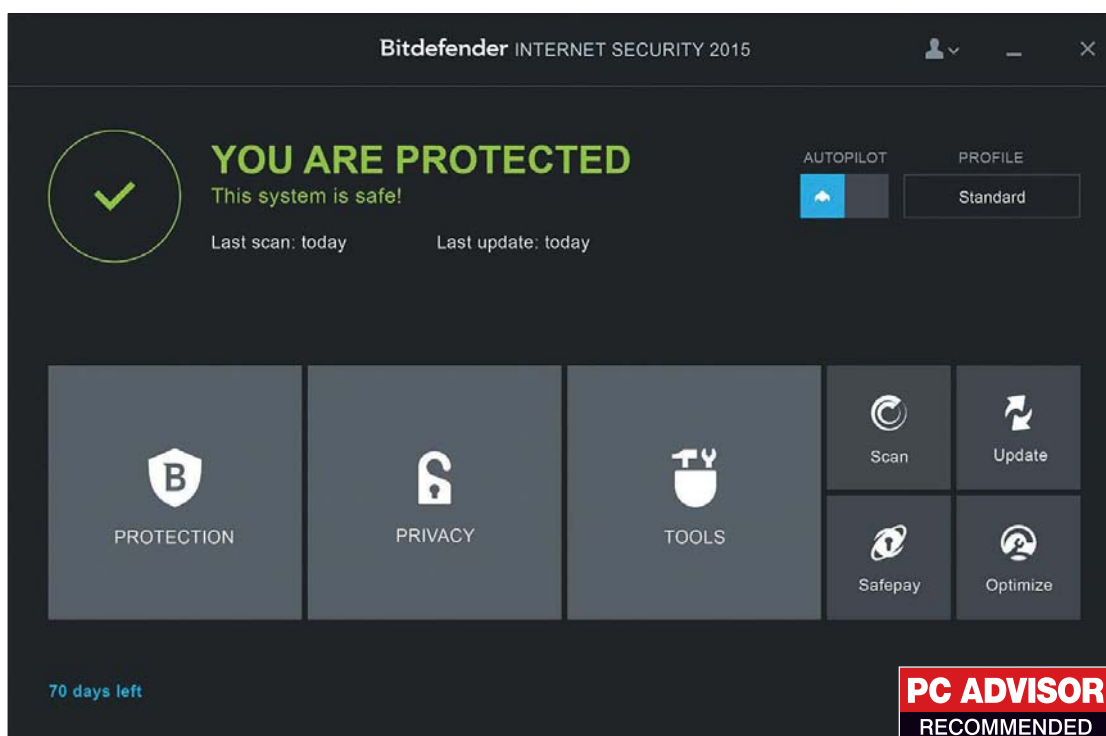 Bitdefender INTERNET SECURITY 2015
YOU ARE PROTECTED
This system is safe!
Last scan: today Last update: today
AUTOPILOT PROFILE
Standard
B
PROTECTION
PRIVACY
TOOLS
Scan
Update
Safepay
Optimize
70 days left
PC ADVISOR
RECOMMENDED